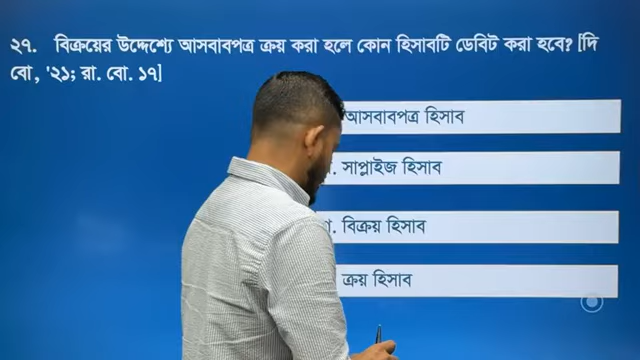 ২৭. বিক্রয়ের উদ্দেশ্যে আসবাবপত্র ক্রয় করা হলে কোন হিসাবটি ডেবিট করা হবে? [দি
বো, '২১; রা. বো. ১৭]
আসবাবপত্র হিসাব
সাপ্লাইজ হিসাব
বিক্রয় হিসাব
ক্রয় হিসাব